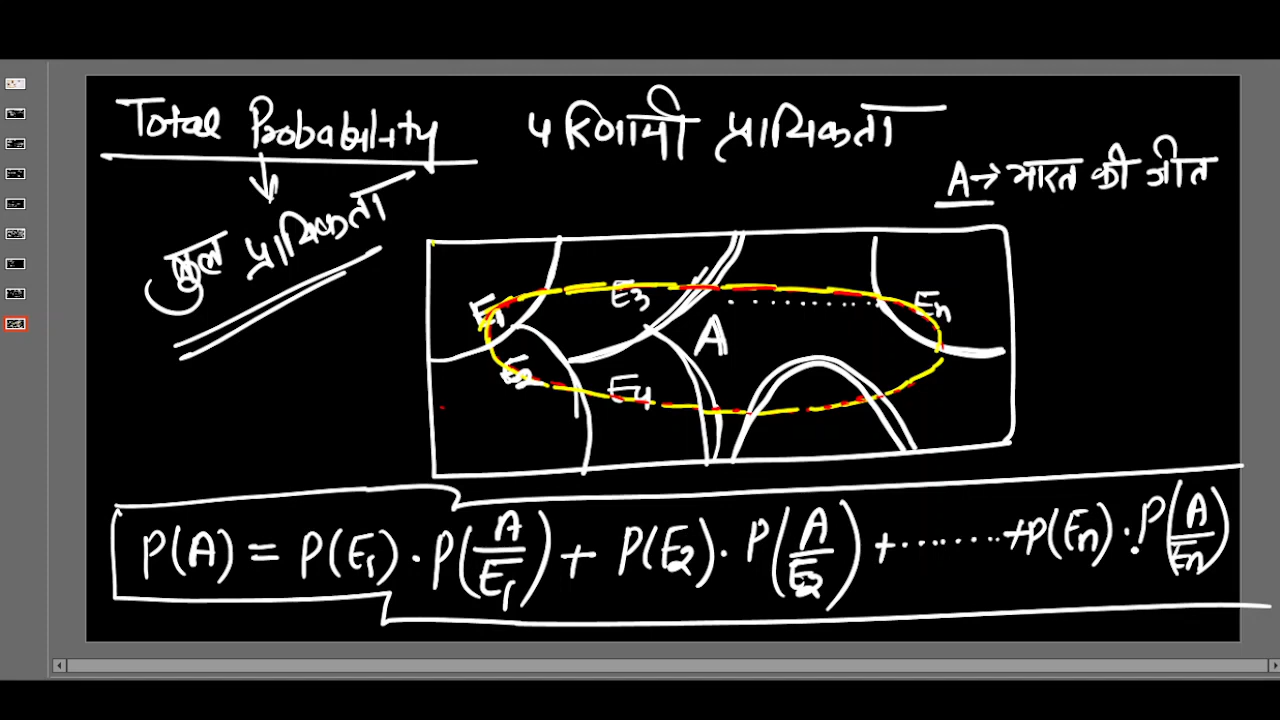 Total Probability परिणामी प्रायिकता
कुल प्रायिकता
A → भारत की जीत
E₁ E₃ Eₙ
A
E₂ E₄
P(A) = P(E₁) · P(A/E₁) + P(E₂) · P(A/E₂) + ........ + P(Eₙ) · P(A/Eₙ)